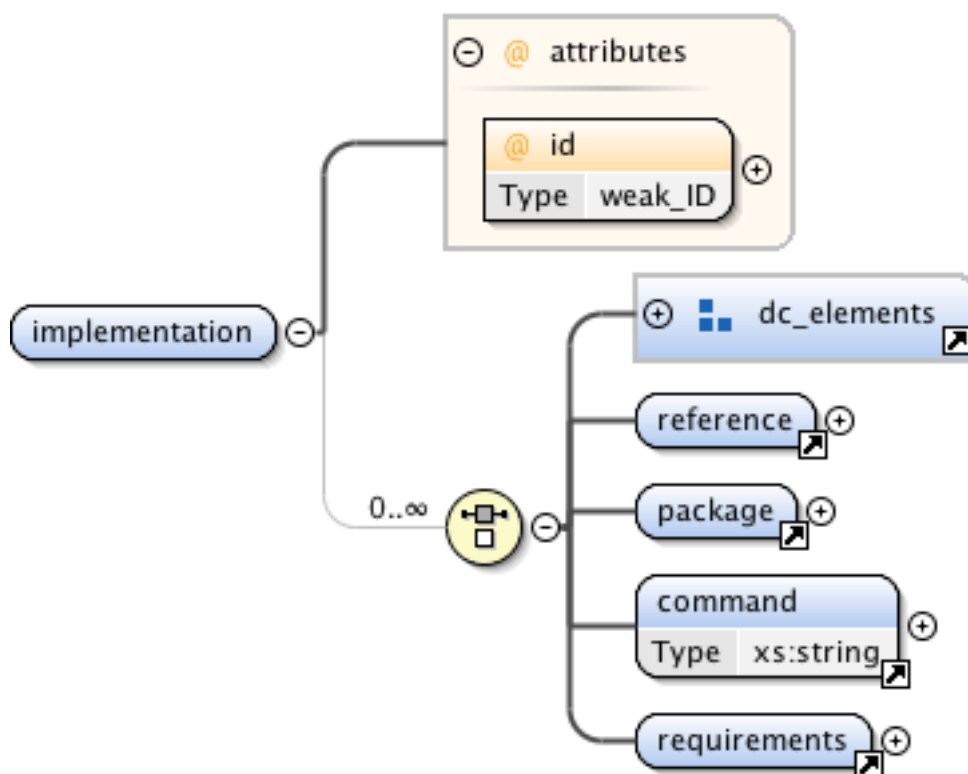 @ attributes
@ id
Type weak_ID
implementation
dc_elements
reference
0..∞
package
command
Type xs:string
requirements